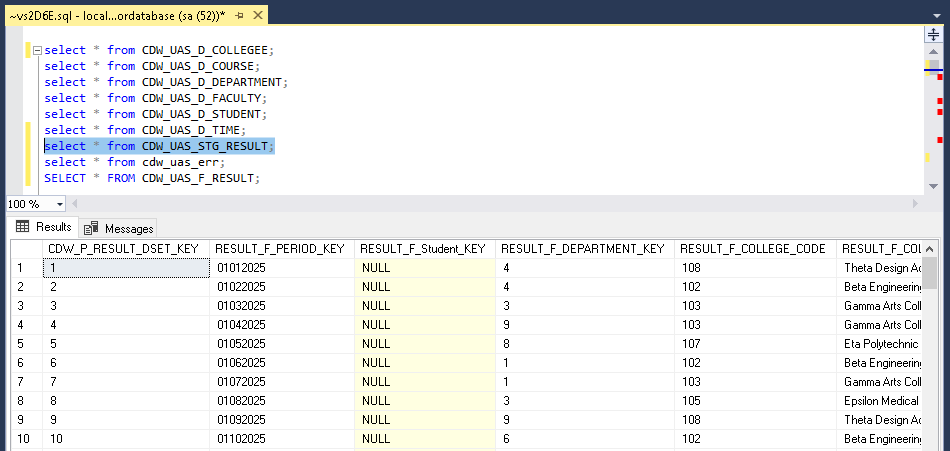 ~vs2D6E.sql - local...ordatabase (sa (52))*
select * from CDW_UAS_D_COLLEGEE;
select * from CDW_UAS_D_COURSE;
select * from CDW_UAS_D_DEPARTMENT;
select * from CDW_UAS_D_FACULTY;
select * from CDW_UAS_D_STUDENT;
select * from CDW_UAS_D_TIME;
select * from CDW_UAS_STG_RESULT;
select * from cdw_uas_err;
SELECT * FROM CDW_UAS_F_RESULT;
100 %
Results Messages
CDW_P_RESULT_DSET_KEY RESULT_F_PERIOD_KEY RESULT_F_Student_KEY RESULT_F_DEPARTMENT_KEY RESULT_F_COLLEGE_CODE RESULT_F_COL
1 1 01012025 NULL 4 108 Theta Design Ac
2 2 01022025 NULL 4 102 Beta Engineering
3 3 01032025 NULL 3 103 Gamma Arts Coll
4 4 01042025 NULL 9 103 Gamma Arts Coll
5 5 01052025 NULL 8 107 Eta Polytechnic
6 6 01062025 NULL 1 102 Beta Engineering
7 7 01072025 NULL 1 103 Gamma Arts Coll
8 8 01082025 NULL 3 105 Epsilon Medical
9 9 01092025 NULL 9 108 Theta Design Ac
10 10 01102025 NULL 6 102 Beta Engineering